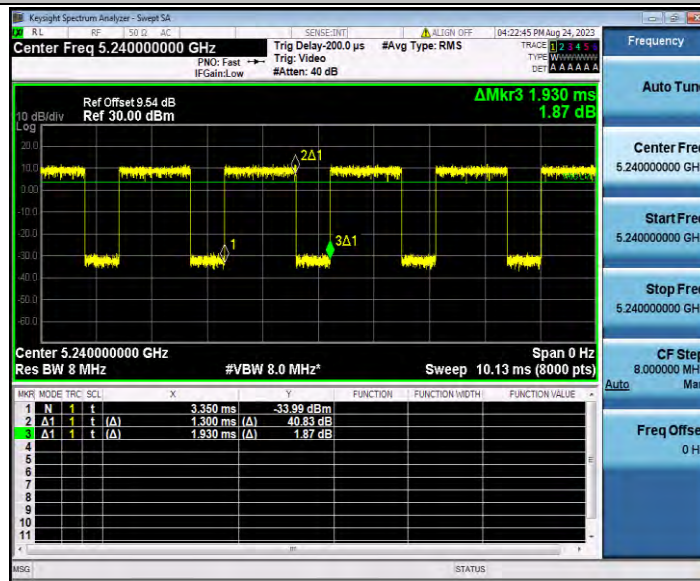 Keysight Spectrum Analyzer - Swept SA
RL RF 50 Ω AC SENSE:INT ALIGN OFF 04:22:45 PM Aug 24, 2023
Center Freq 5.240000000 GHz Trig Delay-200.0 µs #Avg Type: RMS TRACE 1 2 3 4 5 6
PNO: Fast Trig: Video TYPE
IFGain:Low #Atten: 40 dB DET A A A A A A
Frequency
Auto Tune
ΔMkr3 1.930 ms
1.87 dB
Ref Offset 9.54 dB
10 dB/div Ref 30.00 dBm
Log
20.0
10.0
0.00
-10.0
-20.0
-30.0
-40.0
-50.0
-60.0
2Δ1
1
3Δ1
Center 5.240000000 GHz Span 0 Hz
Res BW 8 MHz #VBW 8.0 MHz* Sweep 10.13 ms (8000 pts)
Center Freq
5.240000000 GHz
Start Freq
5.240000000 GHz
Stop Freq
5.240000000 GHz
CF Step
8.000000 MHz
Auto Man
Freq Offset
0 Hz
MKR MODE TRC SCL X Y FUNCTION FUNCTION WIDTH FUNCTION VALUE
1 N 1 t 3.350 ms -33.99 dBm
2 Δ1 1 t (Δ) 1.300 ms (Δ) 40.83 dB
3 Δ1 1 t (Δ) 1.930 ms (Δ) 1.87 dB
4
5
6
7
8
9
10
11
MSG STATUS